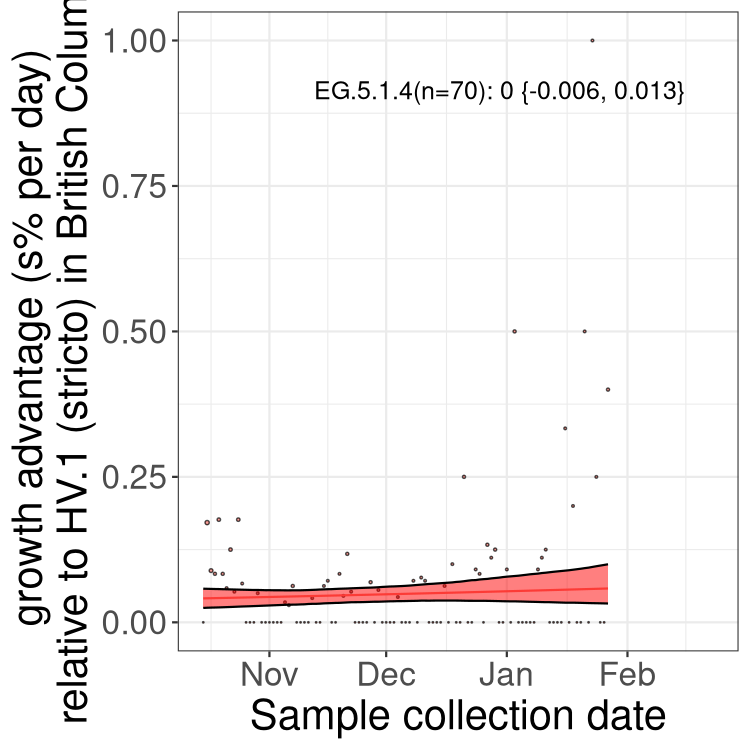 growth advantage (s% per day)
relative to HV.1 (stricto) in British Colum
1.00
0.75
0.50
0.25
0.00
EG.5.1.4(n=70): 0 {-0.006, 0.013}
Nov
Dec
Jan
Feb
Sample collection date